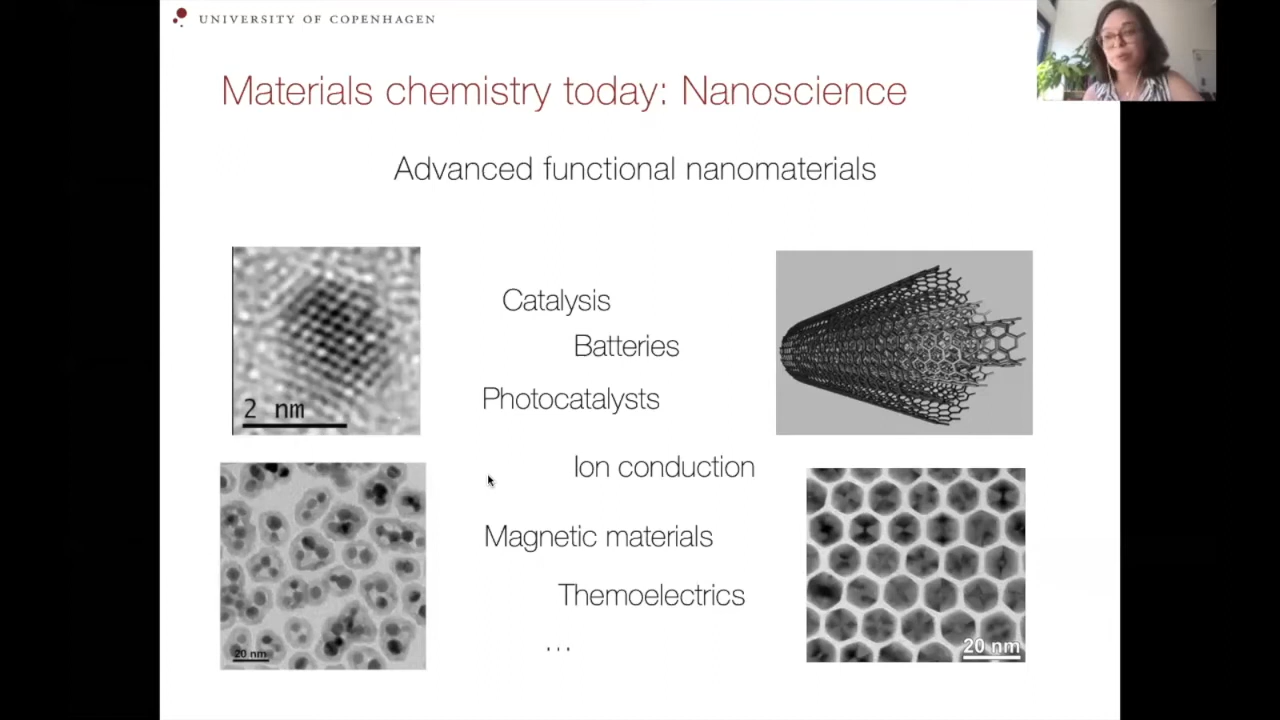 UNIVERSITY OF COPENHAGEN
Materials chemistry today: Nanoscience
Advanced functional nanomaterials
Catalysis
Batteries
Photocatalysts
Ion conduction
Magnetic materials
Themoelectrics
...
2 nm
20 nm
20 nm